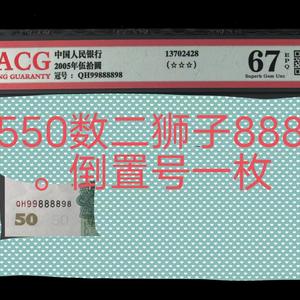 ACG
NG GUARANTY
中国人民银行
2005年伍拾圆
冠号： QH99888898
13702428
(☆☆☆)
67 EPQ
Superb Gem Unc
550数二狮子888
。倒置号一枚
QH99888898
50
50